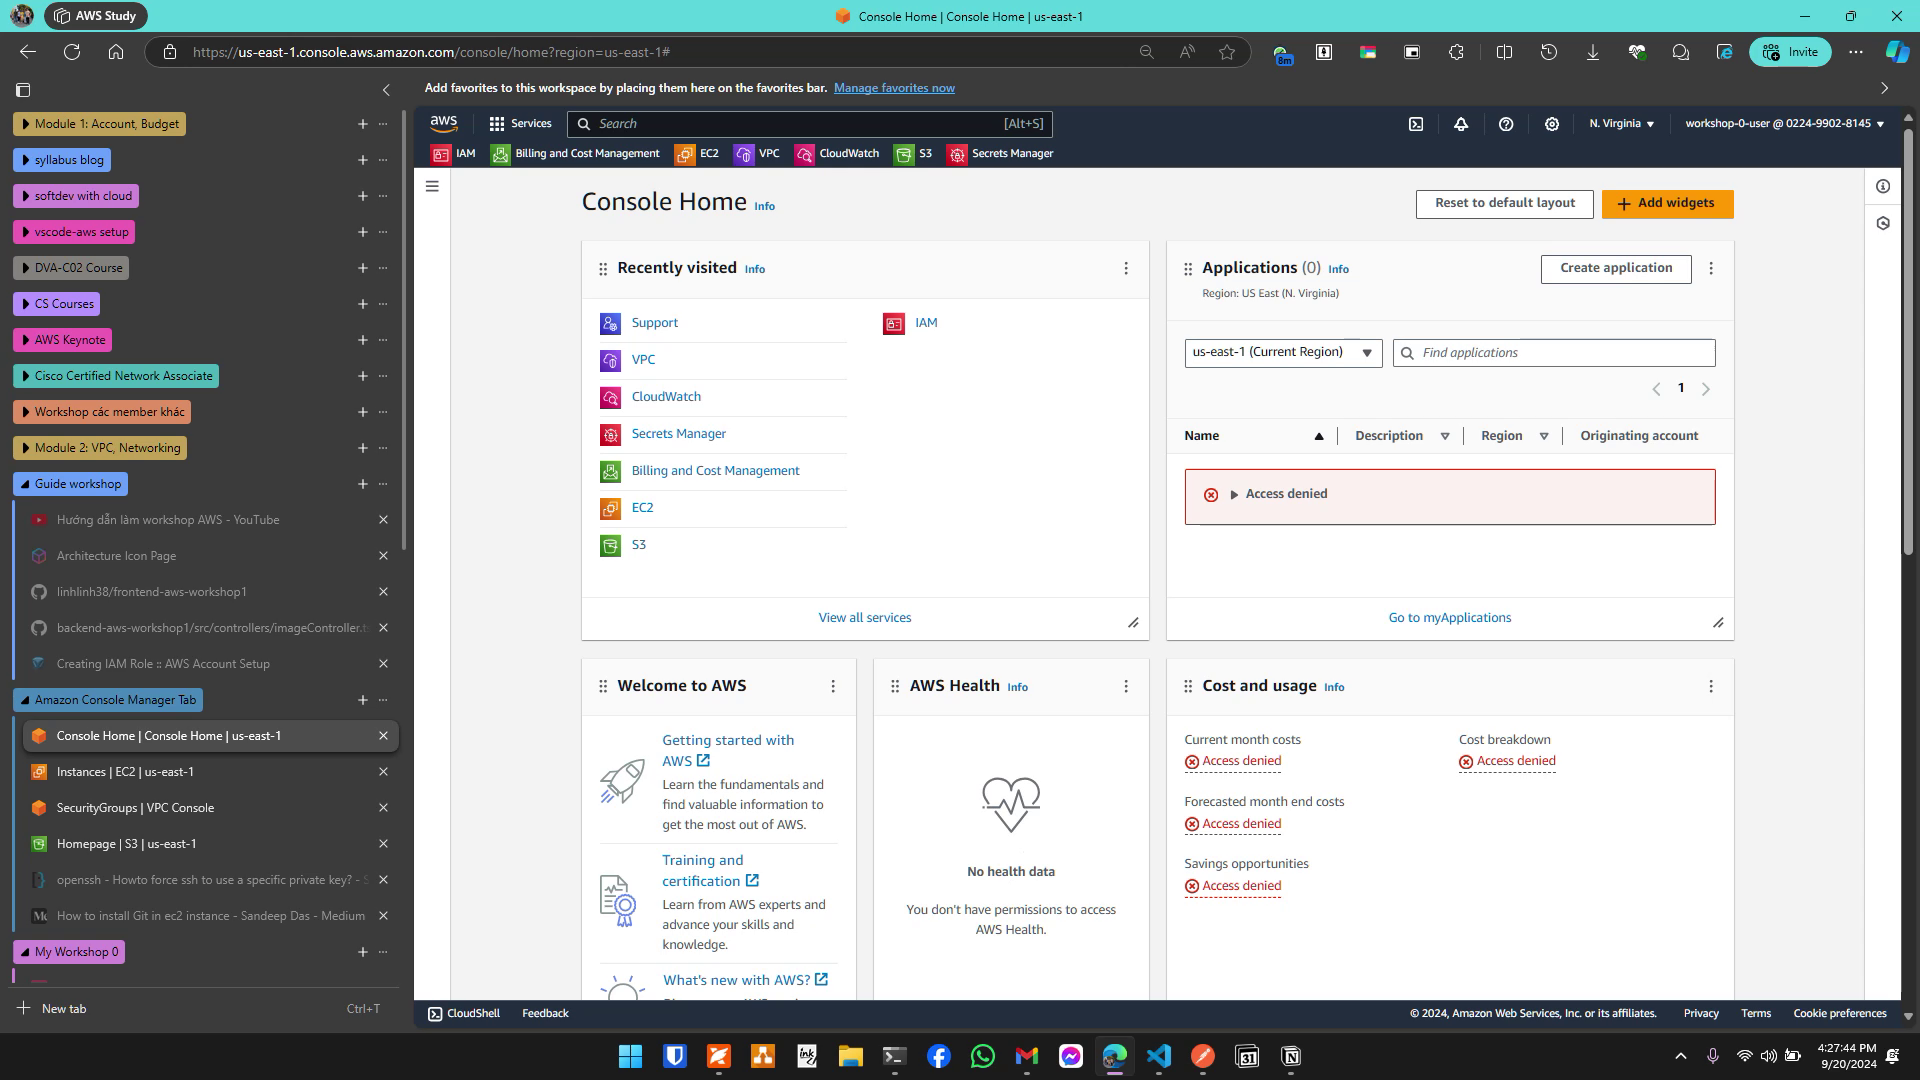 AWS Study
Console Home | Console Home | us-east-1
https://us-east-1.console.aws.amazon.com/console/home?region=us-east-1#
8m
Invite
Add favorites to this workspace by placing them here on the favorites bar. Manage favorites now
Module 1: Account, Budget
syllabus blog
softdev with cloud
vscode-aws setup
DVA-C02 Course
CS Courses
AWS Keynote
Cisco Certified Network Associate
Workshop các member khác
Module 2: VPC, Networking
Guide workshop
Hướng dẫn làm workshop AWS - YouTube
Architecture Icon Page
linhlinh38/frontend-aws-workshop1
backend-aws-workshop1/src/controllers/imageController.t
Creating IAM Role :: AWS Account Setup
Amazon Console Manager Tab
Console Home | Console Home | us-east-1
Instances | EC2 | us-east-1
SecurityGroups | VPC Console
Homepage | S3 | us-east-1
openssh - Howto force ssh to use a specific private key? - S
How to install Git in ec2 instance - Sandeep Das - Medium
My Workshop 0
New tab
Ctrl+T
aws
Services
Search
[Alt+S]
N. Virginia
workshop-0-user @ 0224-9902-8145
IAM
Billing and Cost Management
EC2
VPC
CloudWatch
S3
Secrets Manager
Console Home Info
Reset to default layout
Add widgets
Recently visited Info
Support
VPC
CloudWatch
Secrets Manager
Billing and Cost Management
EC2
S3
IAM
View all services
Applications (0) Info
Region: US East (N. Virginia)
Create application
us-east-1 (Current Region)
Find applications
1
Name
Description
Region
Originating account
Access denied
Go to myApplications
Welcome to AWS
Getting started with
AWS
Learn the fundamentals and
find valuable information to
get the most out of AWS.
Training and
certification
Learn from AWS experts and
advance your skills and
knowledge.
What's new with AWS?
AWS Health Info
No health data
You don't have permissions to access
AWS Health.
Cost and usage Info
Current month costs
Access denied
Cost breakdown
Access denied
Forecasted month end costs
Access denied
Savings opportunities
Access denied
CloudShell
Feedback
© 2024, Amazon Web Services, Inc. or its affiliates.
Privacy
Terms
Cookie preferences
ink
31
4:27:44 PM
9/20/2024